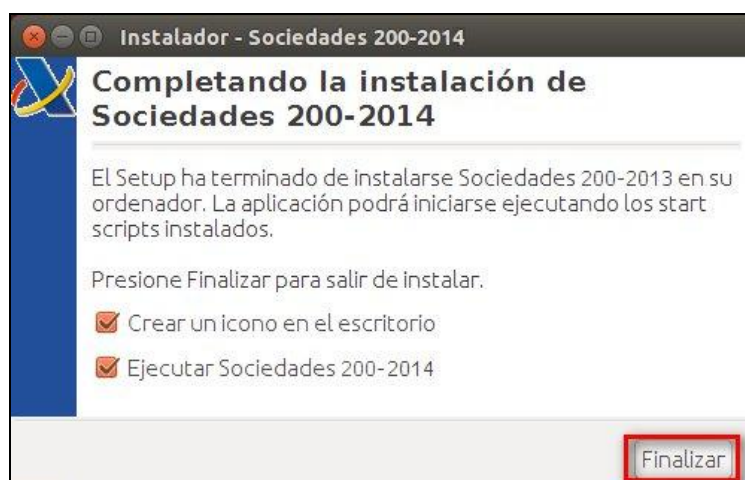 Instalador - Sociedades 200-2014
Completando la instalación de
Sociedades 200-2014
El Setup ha terminado de instalarse Sociedades 200-2013 en su
ordenador. La aplicación podrá iniciarse ejecutando los start
scripts instalados.
Presione Finalizar para salir de instalar.
Crear un icono en el escritorio
Ejecutar Sociedades 200-2014
Finalizar